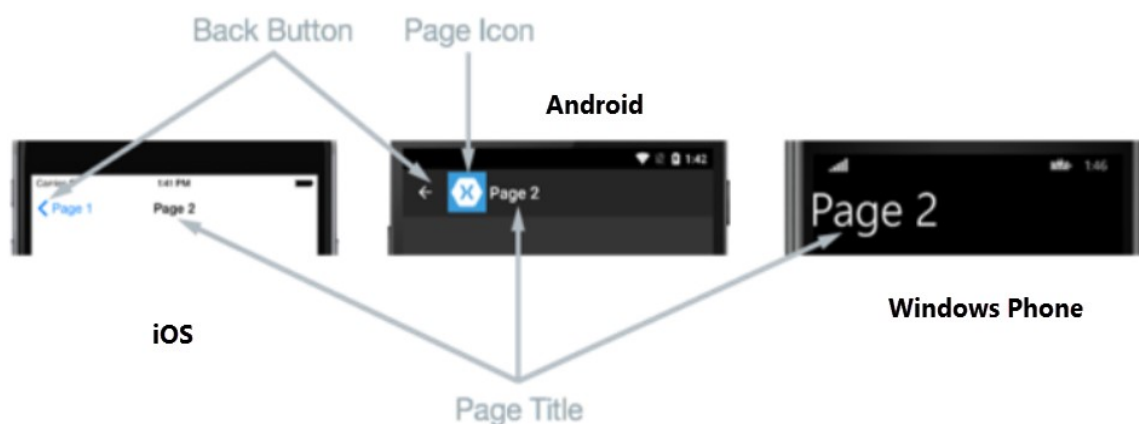 Back Button
Page Icon
Android
1:42
Page 2
1:41 PM
Page 1
Page 2
1:46
Page 2
iOS
Windows Phone
Page Title